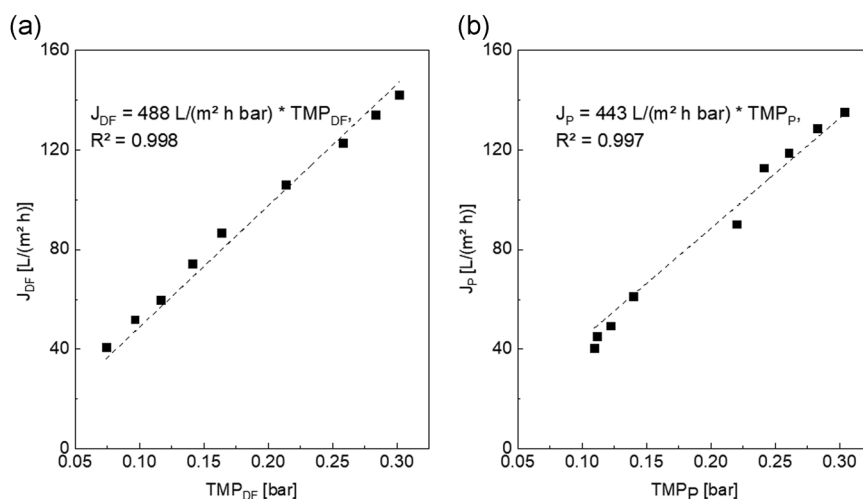 (a)
160
120
80
40
0
J_DF [L/(m² h)]
J_DF = 488 L/(m² h bar) * TMP_DF,
R² = 0.998
0.05 0.10 0.15 0.20 0.25 0.30
TMP_DF [bar]
(b)
160
120
80
40
0
J_P [L/(m² h)]
J_P = 443 L/(m² h bar) * TMP_P,
R² = 0.997
0.05 0.10 0.15 0.20 0.25 0.30
TMP_P [bar]